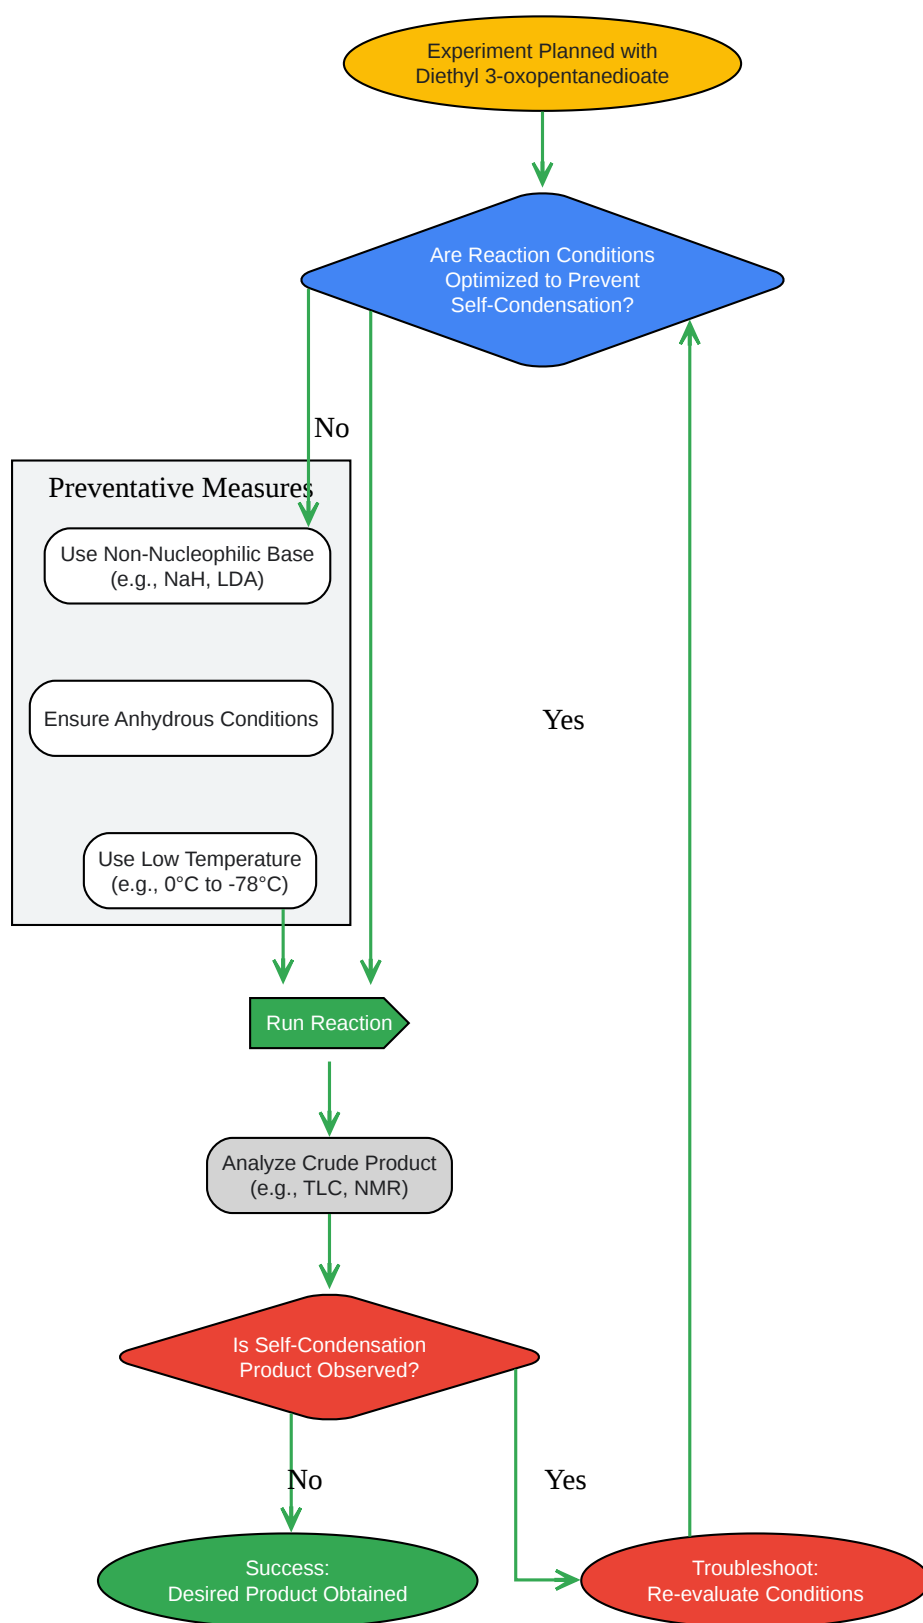 Experiment Planned with
Diethyl 3-oxopentanedioate
Are Reaction Conditions
Optimized to Prevent
Self-Condensation?
No
Preventative Measures
Use Non-Nucleophilic Base
(e.g., NaH, LDA)
Ensure Anhydrous Conditions
Yes
Use Low Temperature
(e.g., 0°C to -78°C)
Run Reaction
Analyze Crude Product
(e.g., TLC, NMR)
Is Self-Condensation
Product Observed?
No
Yes
Success:
Desired Product Obtained
Troubleshoot:
Re-evaluate Conditions